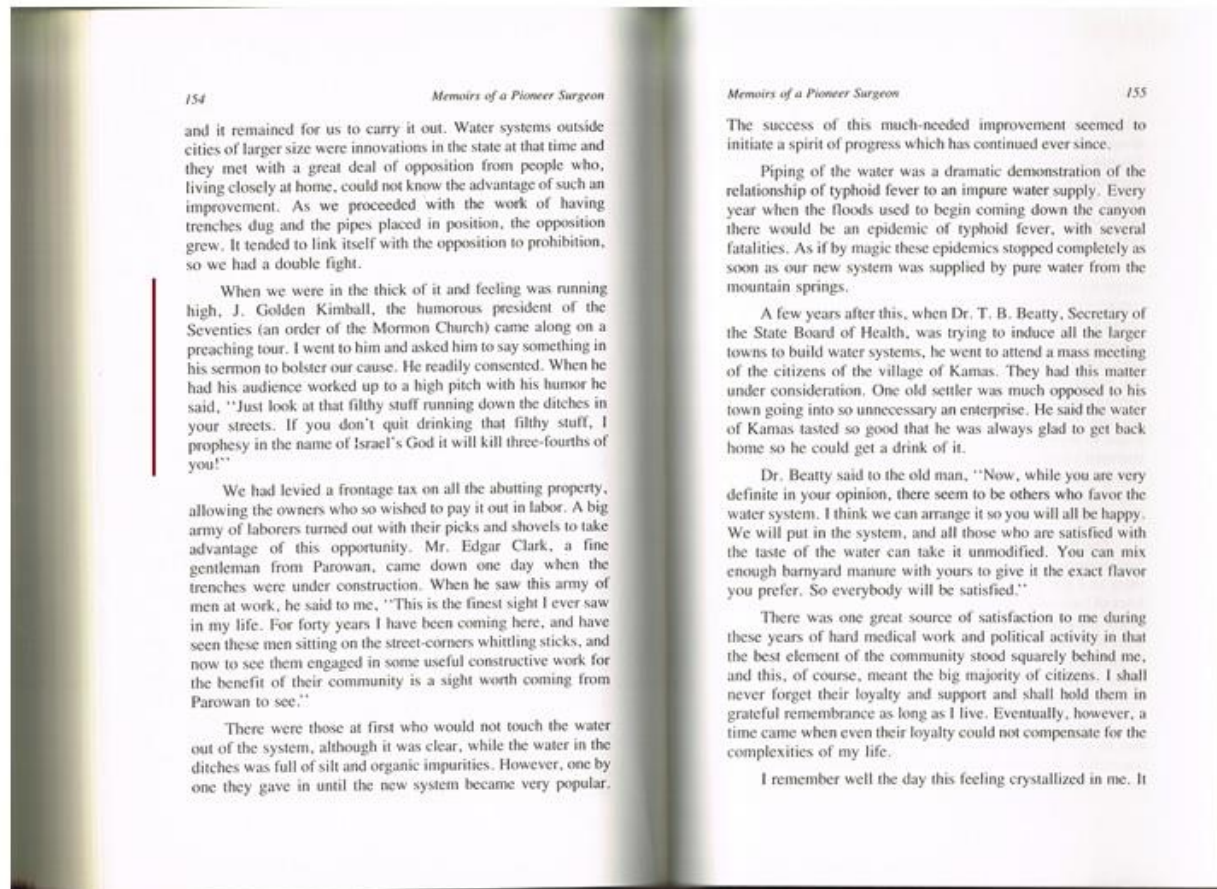 154 Memoirs of a Pioneer Surgeon
and it remained for us to carry it out. Water systems outside
cities of larger size were innovations in the state at that time and
they met with a great deal of opposition from people who,
living closely at home, could not know the advantage of such an
improvement. As we proceeded with the work of having
trenches dug and the pipes placed in position, the opposition
grew. It tended to link itself with the opposition to prohibition,
so we had a double fight.
When we were in the thick of it and feeling was running
high, J. Golden Kimball, the humorous president of the
Seventies (an order of the Mormon Church) came along on a
preaching tour. I went to him and asked him to say something in
his sermon to bolster our cause. He readily consented. When he
had his audience worked up to a high pitch with his humor he
said, "Just look at that filthy stuff running down the ditches in
your streets. If you don't quit drinking that filthy stuff, I
prophesy in the name of Israel's God it will kill three-fourths of
you!"
We had levied a frontage tax on all the abutting property,
allowing the owners who so wished to pay it out in labor. A big
army of laborers turned out with their picks and shovels to take
advantage of this opportunity. Mr. Edgar Clark, a fine
gentleman from Parowan, came down one day when the
trenches were under construction. When he saw this army of
men at work, he said to me, "This is the finest sight I ever saw
in my life. For forty years I have been coming here, and have
seen these men sitting on the street-corners whittling sticks, and
now to see them engaged in some useful constructive work for
the benefit of their community is a sight worth coming from
Parowan to see."
There were those at first who would not touch the water
out of the system, although it was clear, while the water in the
ditches was full of silt and organic impurities. However, one by
one they gave in until the new system became very popular.
Memoirs of a Pioneer Surgeon 155
The success of this much-needed improvement seemed to
initiate a spirit of progress which has continued ever since.
Piping of the water was a dramatic demonstration of the
relationship of typhoid fever to an impure water supply. Every
year when the floods used to begin coming down the canyon
there would be an epidemic of typhoid fever, with several
fatalities. As if by magic these epidemics stopped completely as
soon as our new system was supplied by pure water from the
mountain springs.
A few years after this, when Dr. T. B. Beatty, Secretary of
the State Board of Health, was trying to induce all the larger
towns to build water systems, he went to attend a mass meeting
of the citizens of the village of Kamas. They had this matter
under consideration. One old settler was much opposed to his
town going into so unnecessary an enterprise. He said the water
of Kamas tasted so good that he was always glad to get back
home so he could get a drink of it.
Dr. Beatty said to the old man, "Now, while you are very
definite in your opinion, there seem to be others who favor the
water system. I think we can arrange it so you will all be happy.
We will put in the system, and all those who are satisfied with
the taste of the water can take it unmodified. You can mix
enough barnyard manure with yours to give it the exact flavor
you prefer. So everybody will be satisfied."
There was one great source of satisfaction to me during
these years of hard medical work and political activity in that
the best element of the community stood squarely behind me,
and this, of course, meant the big majority of citizens. I shall
never forget their loyalty and support and shall hold them in
grateful remembrance as long as I live. Eventually, however, a
time came when even their loyalty could not compensate for the
complexities of my life.
I remember well the day this feeling crystallized in me. It